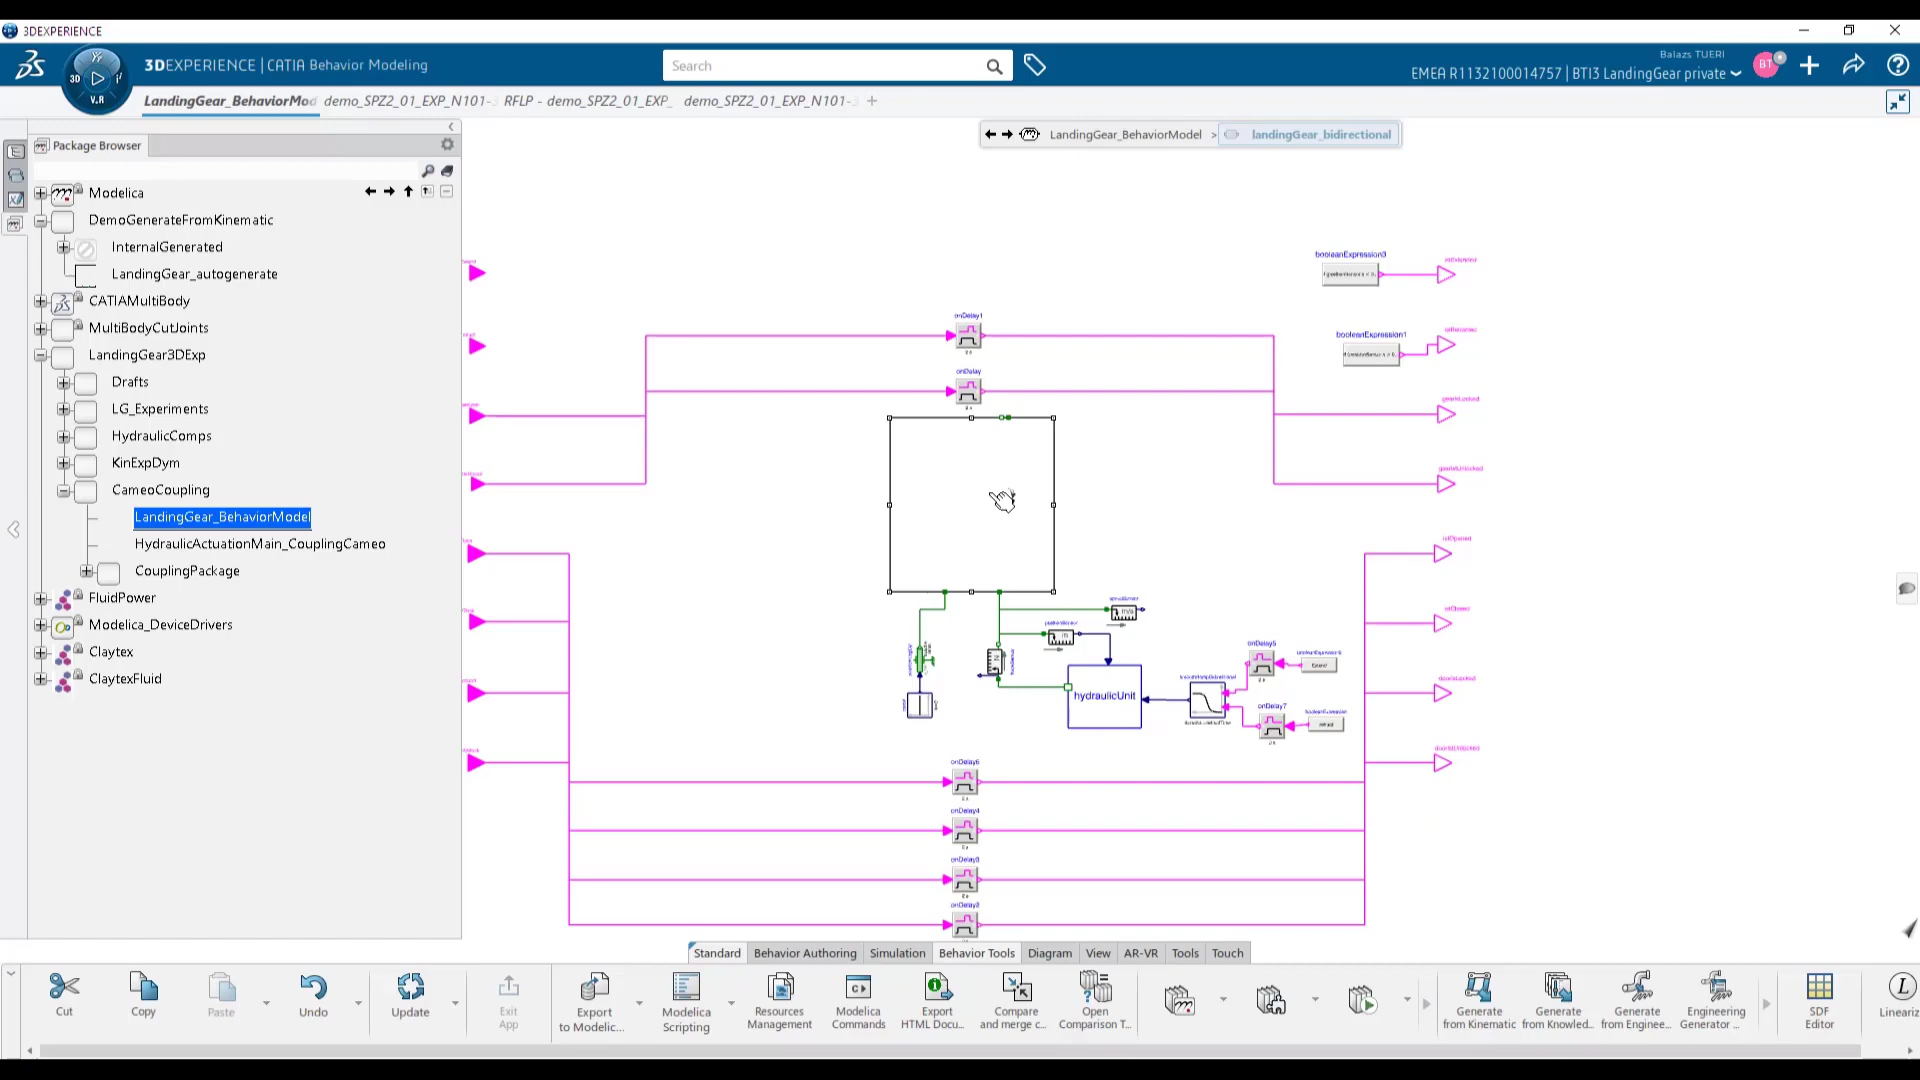 3DEXPERIENCE
3DEXPERIENCE | CATIA Behavior Modeling
3D
V.R
Search
Balazs TUERI
EMEA R1132100014757 | BTI3 LandingGear private
BT
LandingGear_BehaviorMod
demo_SPZ2_01_EXP_N101-
RFLP - demo_SPZ2_01_EXP_
demo_SPZ2_01_EXP_N101-
Package Browser
LandingGear_BehaviorModel > landingGear_bidirectional
Modelica
DemoGenerateFromKinematic
InternalGenerated
LandingGear_autogenerate
CATIAMultiBody
MultiBodyCutJoints
LandingGear3DExp
Drafts
LG_Experiments
HydraulicComps
KinExpDym
CameoCoupling
LandingGear_BehaviorModel
HydraulicActuationMain_CouplingCameo
CouplingPackage
FluidPower
Modelica_DeviceDrivers
Claytex
ClaytexFluid
booleanExpression3
booleanExpression1
onDelay1
onDelay
hydraulicUnit
onDelay5
onDelay7
onDelay6
onDelay4
onDelay3
onDelay2
Standard
Behavior Authoring
Simulation
Behavior Tools
Diagram
View
AR-VR
Tools
Touch
Cut
Copy
Paste
Undo
Update
Exit
App
Export
to Modelic...
Modelica
Scripting
Resources
Management
Modelica
Commands
Export
HTML Docu...
Compare
and merge c...
Open
Comparison T...
Generate
from Kinematic
Generate
from Knowled...
Generate
from Enginee...
Engineering
Generator ...
SDF
Editor
Lineariz